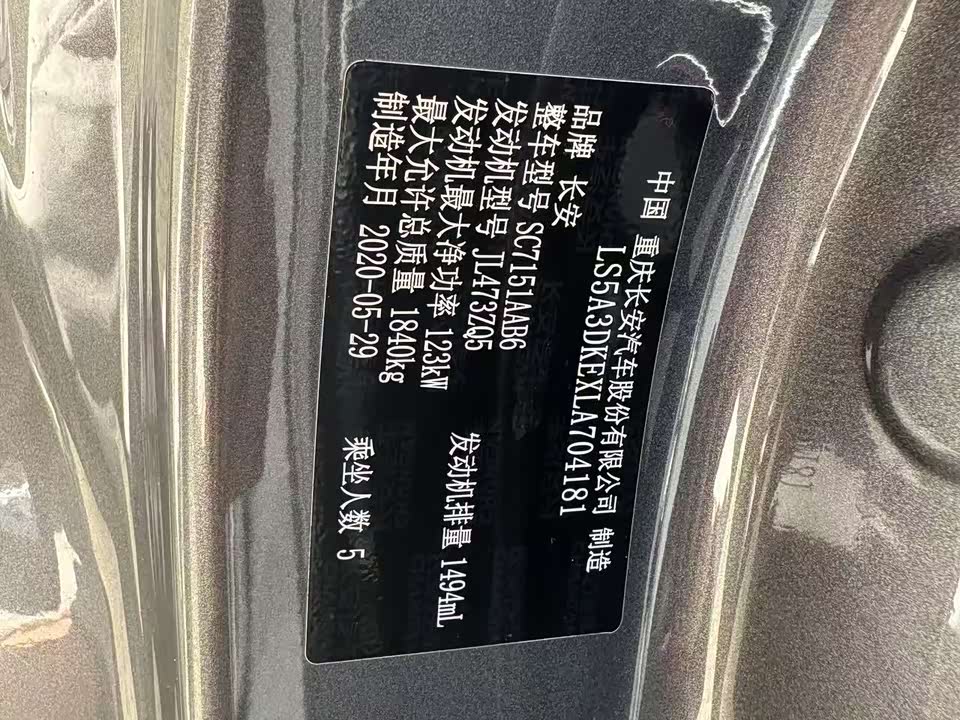 中国 重庆长安汽车股份有限公司 制造
LS5A3DKEXLA704181
品牌 长安
整车型号 SC7151AAB6
发动机型号 JL473ZQ5
发动机最大净功率 123kW 发动机排量 1494mL
最大允许总质量 1840kg
制造年月 2020-05-29 乘坐人数 5